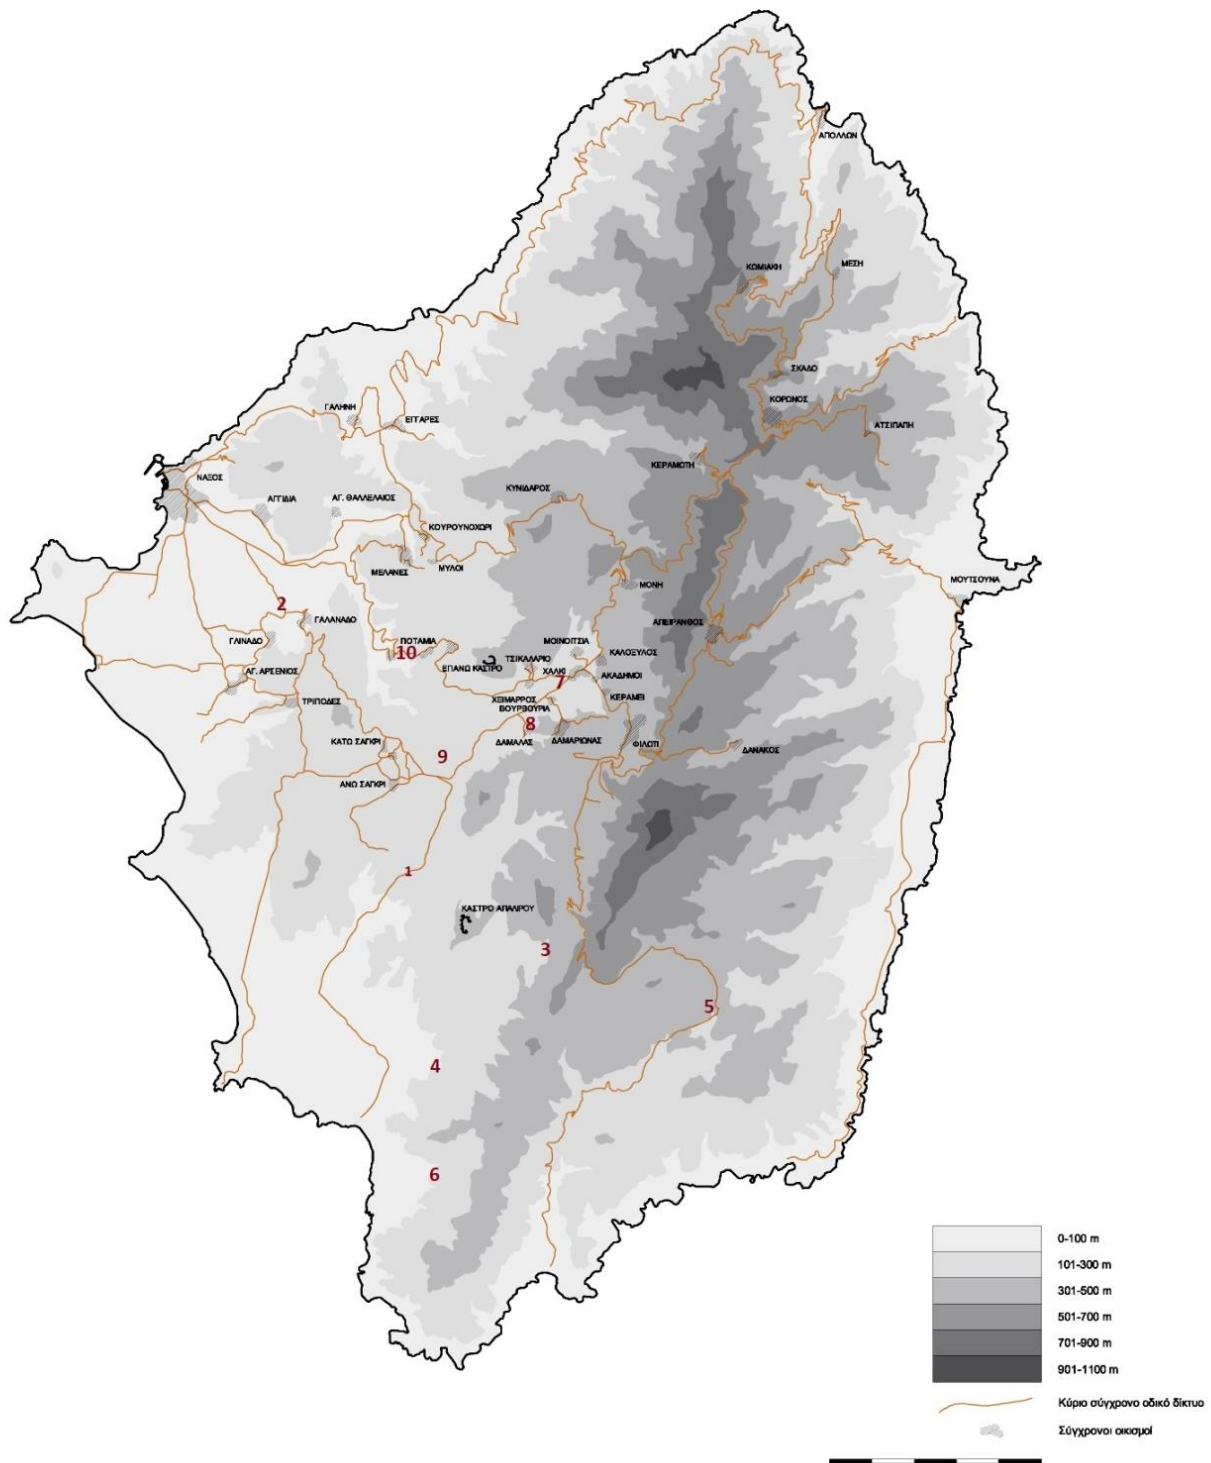 ΑΠΟΛΛΩΝ
ΚΩΜΙΑΚΗ
ΜΕΣΗ
ΣΚΑΔΟ
ΚΟΡΩΝΟΣ
ΓΑΛΗΝΗ
ΕΓΓΑΡΕΣ
ΑΤΣΙΠΑΠΗ
ΚΕΡΑΜΩΤΗ
ΝΑΞΟΣ
ΚΥΝΙΔΑΡΟΣ
ΑΓΓΙΔΙΑ
ΑΓ. ΘΑΛΛΕΛΑΙΟΣ
ΚΟΥΡΟΥΝΟΧΩΡΙ
ΜΕΛΑΝΕΣ
ΜΥΛΟΙ
ΜΟΝΗ
ΜΟΥΤΣΟΥΝΑ
2
ΓΑΛΑΝΑΔΟ
ΑΠΕΙΡΑΝΘΟΣ
ΓΛΙΝΑΔΟ
ΠΟΤΑΜΙΑ
10
ΜΟΙΝΟΙΤΣΙΑ
ΤΣΙΚΑΛΑΡΙΟ
ΚΑΛΟΞΥΛΟΣ
ΕΠΑΝΩ ΚΑΣΤΡΟ
ΧΑΛΚΙ
ΑΓ. ΑΡΣΕΝΙΟΣ
ΑΚΑΔΗΜΟΙ
7
ΤΡΙΠΟΔΕΣ
ΧΕΙΜΑΡΡΟΣ
ΚΕΡΑΜΕΙ
ΒΟΥΡΒΟΥΡΙΑ
8
ΚΑΤΩ ΣΑΓΚΡΙ
ΔΑΜΑΛΑΣ
ΔΑΜΑΡΙΩΝΑΣ
ΦΙΛΩΤΙ
ΔΑΝΑΚΟΣ
9
ΑΝΩ ΣΑΓΚΡΙ
1
ΚΑΣΤΡΟ ΑΠΑΛΙΡΟΥ
3
5
4
6
0-100 m
101-300 m
301-500 m
501-700 m
701-900 m
901-1100 m
Κύριο σύγχρονο οδικό δίκτυο
Σύγχρονοι οικισμοί